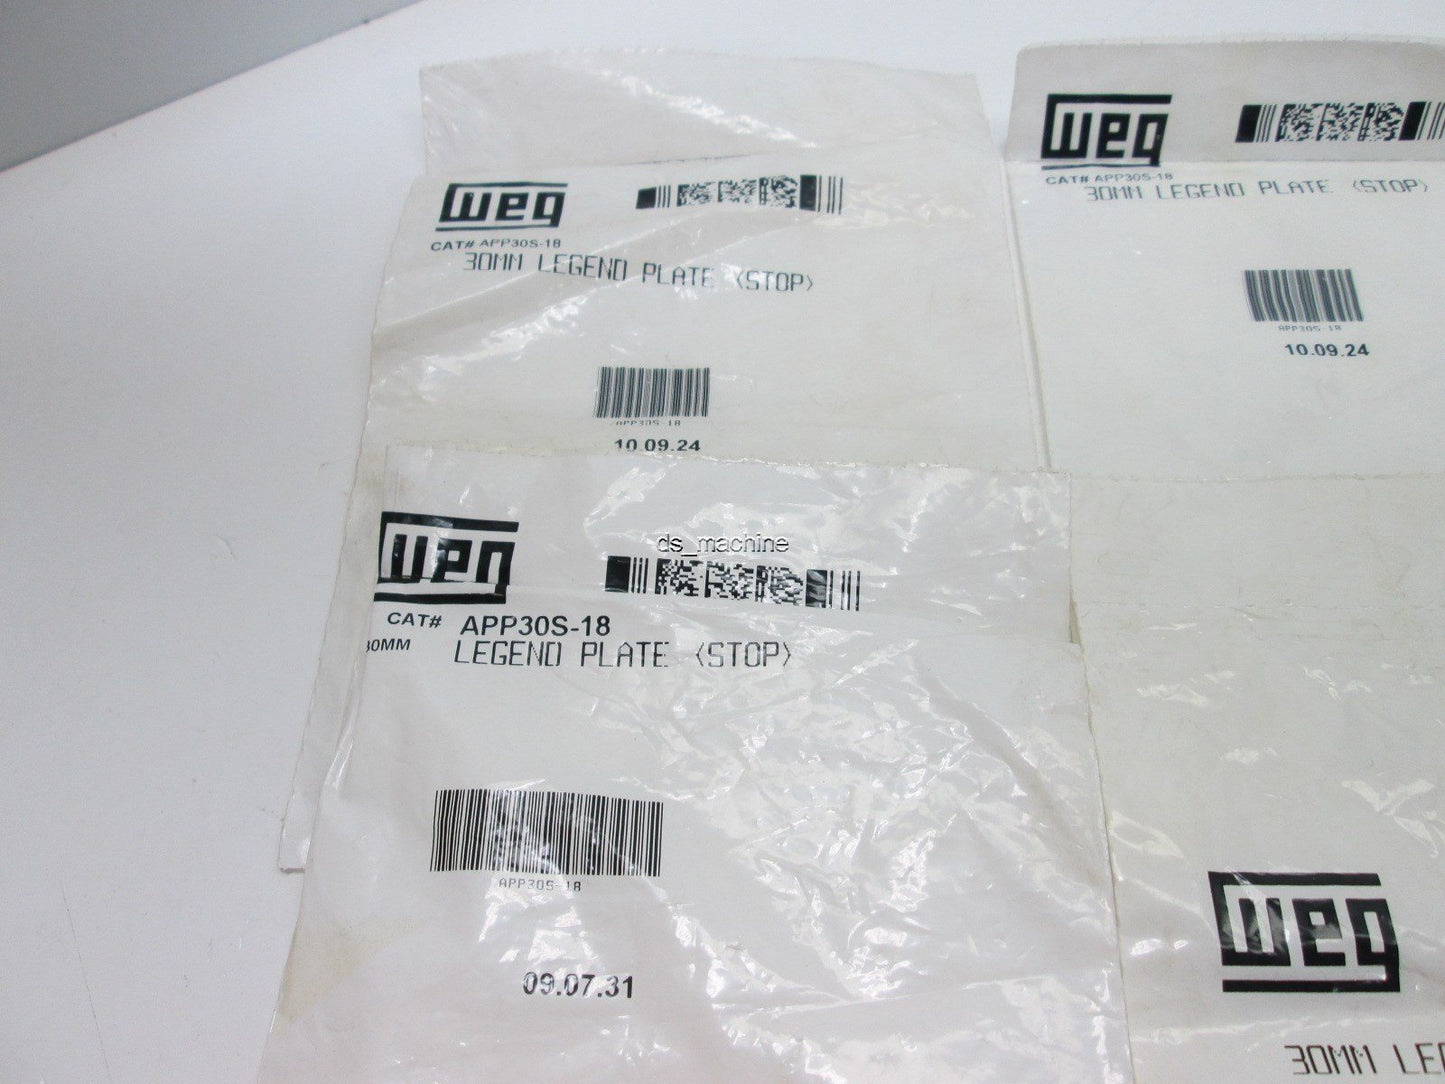 weg
CAT# APP30S-18
30MM LEGEND PLATE <STOP>
APP30S-18
10.09.24
weg
CAT# APP30S-18
30MM LEGEND PLATE <STOP>
APP30S-18
10.09.24
ds_machine
weg
CAT# APP30S-18
30MM LEGEND PLATE <STOP>
APP30S-18
09.07.31
weg
30MM